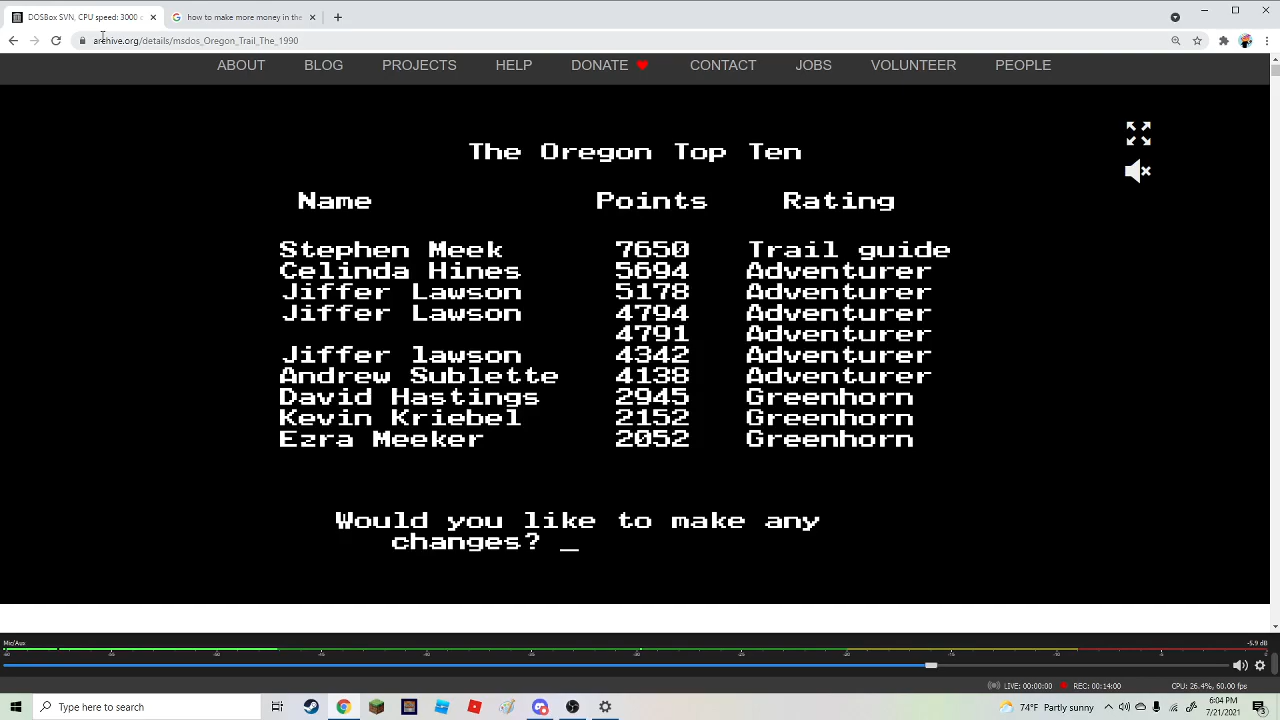 DOSBox SVN, CPU speed: 3000 c
how to make more money in the
archive.org/details/msdos_Oregon_Trail_The_1990
ABOUT BLOG PROJECTS HELP DONATE CONTACT JOBS VOLUNTEER PEOPLE
The Oregon Top Ten
Name Points Rating
Stephen Meek 7650 Trail guide
Celinda Hines 5694 Adventurer
Jiffer Lawson 5178 Adventurer
Jiffer Lawson 4794 Adventurer
4791 Adventurer
Jiffer lawson 4342 Adventurer
Andrew Sublette 4138 Adventurer
David Hastings 2945 Greenhorn
Kevin Kriebel 2152 Greenhorn
Ezra Meeker 2052 Greenhorn
Would you like to make any
changes? _
Mic/Aux -5.9 dB
LIVE: 00:00:00 REC: 00:14:00 CPU: 26.4%, 60.00 fps
Type here to search
74°F Partly sunny
6:04 PM
7/21/2021